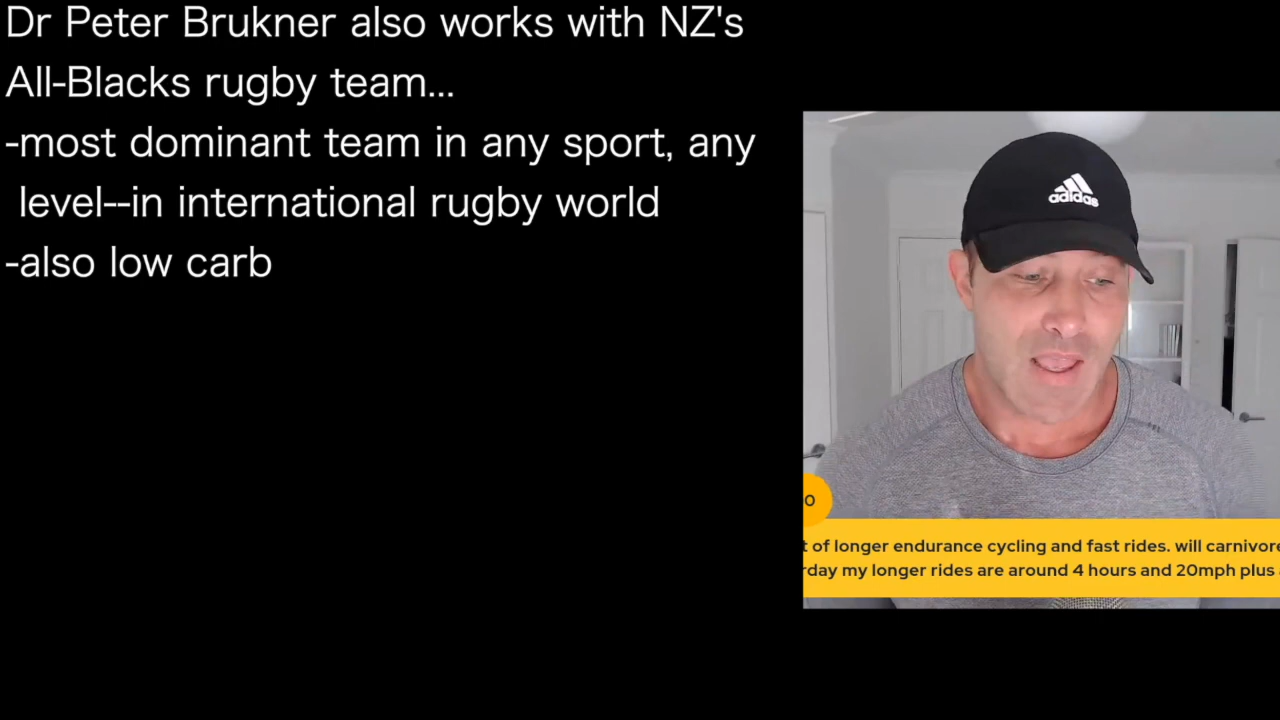 Dr Peter Brukner also works with NZ's
All-Blacks rugby team...
-most dominant team in any sport, any
level--in international rugby world
-also low carb
adidas
o
of longer endurance cycling and fast rides. will carnivore
my longer rides are around 4 hours and 20mph plus